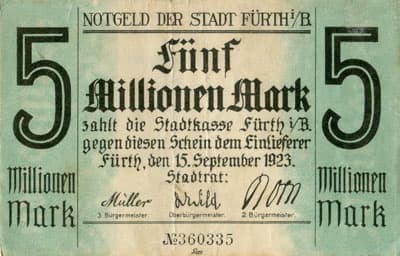 NOTGELD DER STADT FÜRTH i/B.
5
Fünf
Millionen Mark
zahlt die Stadtkasse Fürth i/B.
gegen diesen Schein dem Einlieferer
Fürth, den 15. September 1923.
Stadtrat:
Müller
3. Bürgermeister. Oberbürgermeister. 2. Bürgermeister.
№360335
Millionen
Mark
5
Millionen
Mark